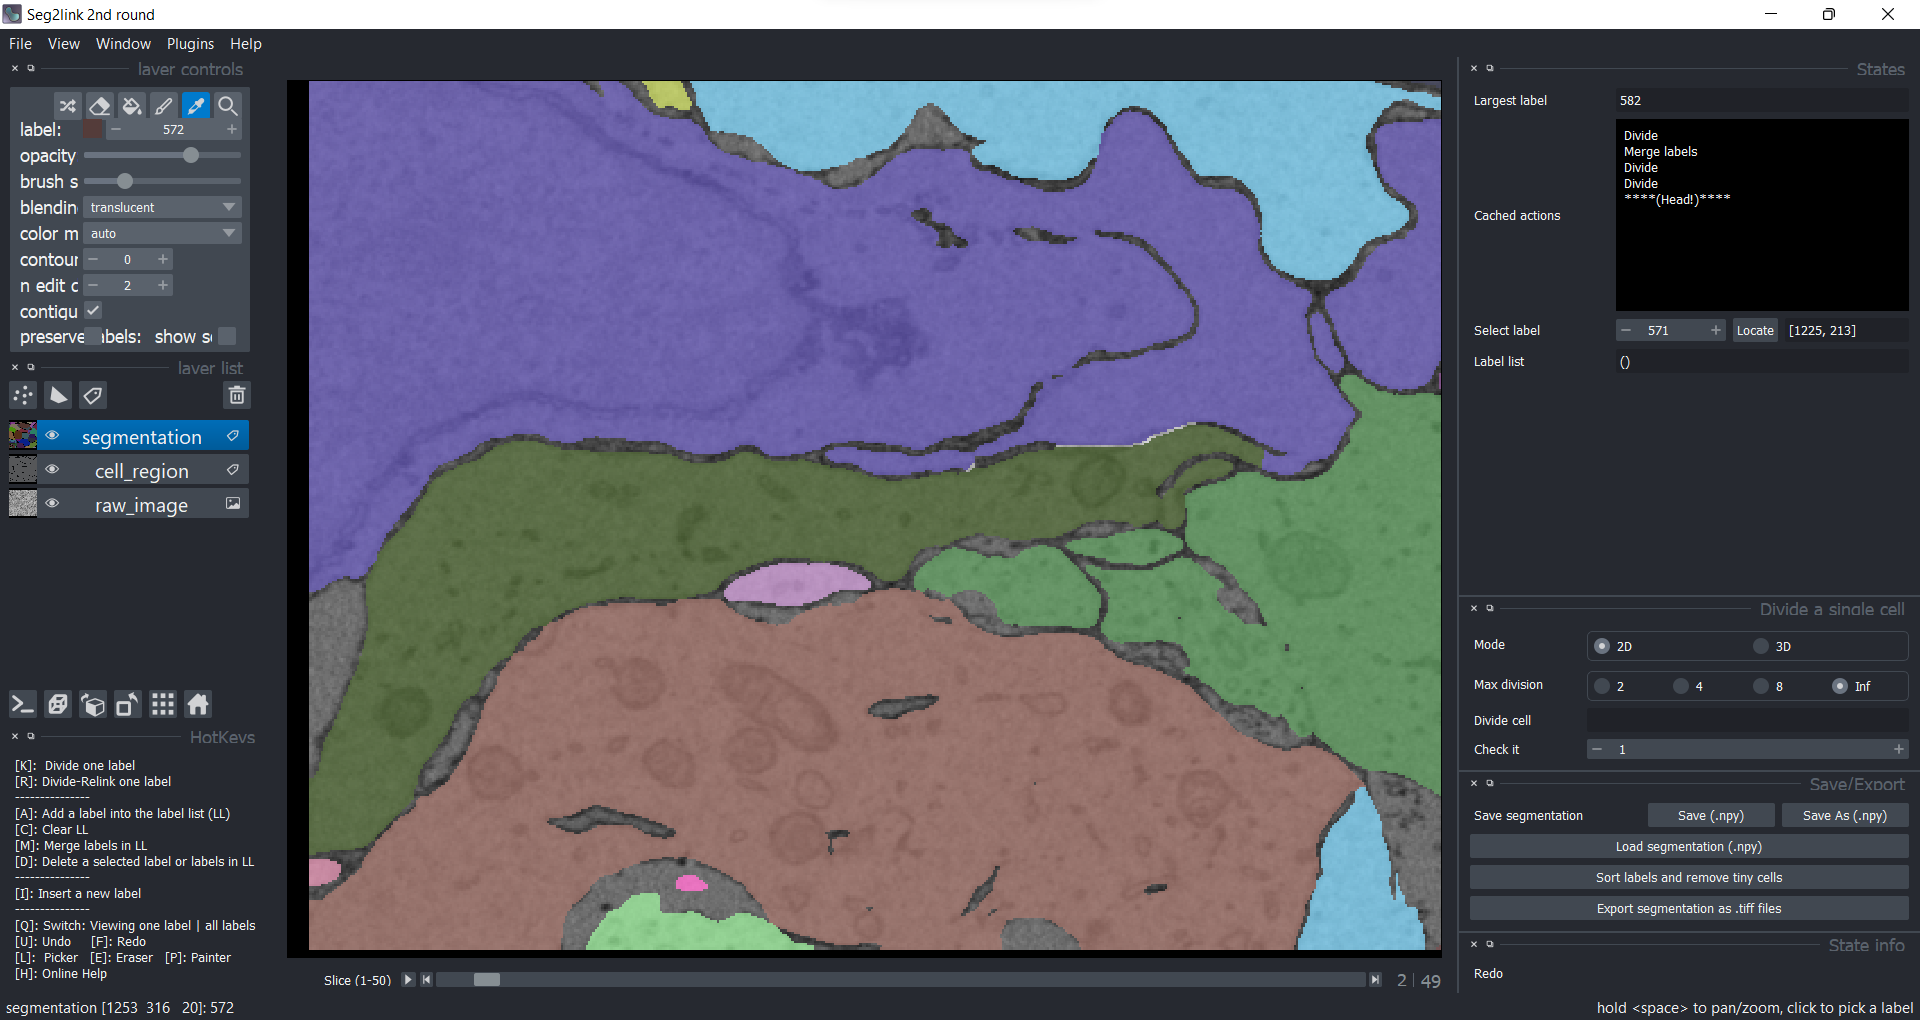 Seg2link 2nd round
File View Window Plugins Help
layer controls
label: 572
opacity
brush s
blendin translucent
color m auto
contour 0
n edit c 2
contigu
preserve abels: show s
layer list
segmentation
cell_region
raw_image
HotKeys
[K]: Divide one label
[R]: Divide-Relink one label
---------------
[A]: Add a label into the label list (LL)
[C]: Clear LL
[M]: Merge labels in LL
[D]: Delete a selected label or labels in LL
---------------
[I]: Insert a new label
---------------
[Q]: Switch: Viewing one label | all labels
[U]: Undo [F]: Redo
[L]: Picker [E]: Eraser [P]: Painter
[H]: Online Help
segmentation [1253 316 20]: 572
Slice (1-50) 2 | 49
States
Largest label 582
Cached actions
Divide
Merge labels
Divide
Divide
****(Head!)****
Select label 571 Locate [1225, 213]
Label list ()
Divide a single cell
Mode 2D 3D
Max division 2 4 8 Inf
Divide cell
Check it 1
Save/Export
Save segmentation Save (.npy) Save As (.npy)
Load segmentation (.npy)
Sort labels and remove tiny cells
Export segmentation as .tiff files
State info
Redo
hold <space> to pan/zoom, click to pick a label